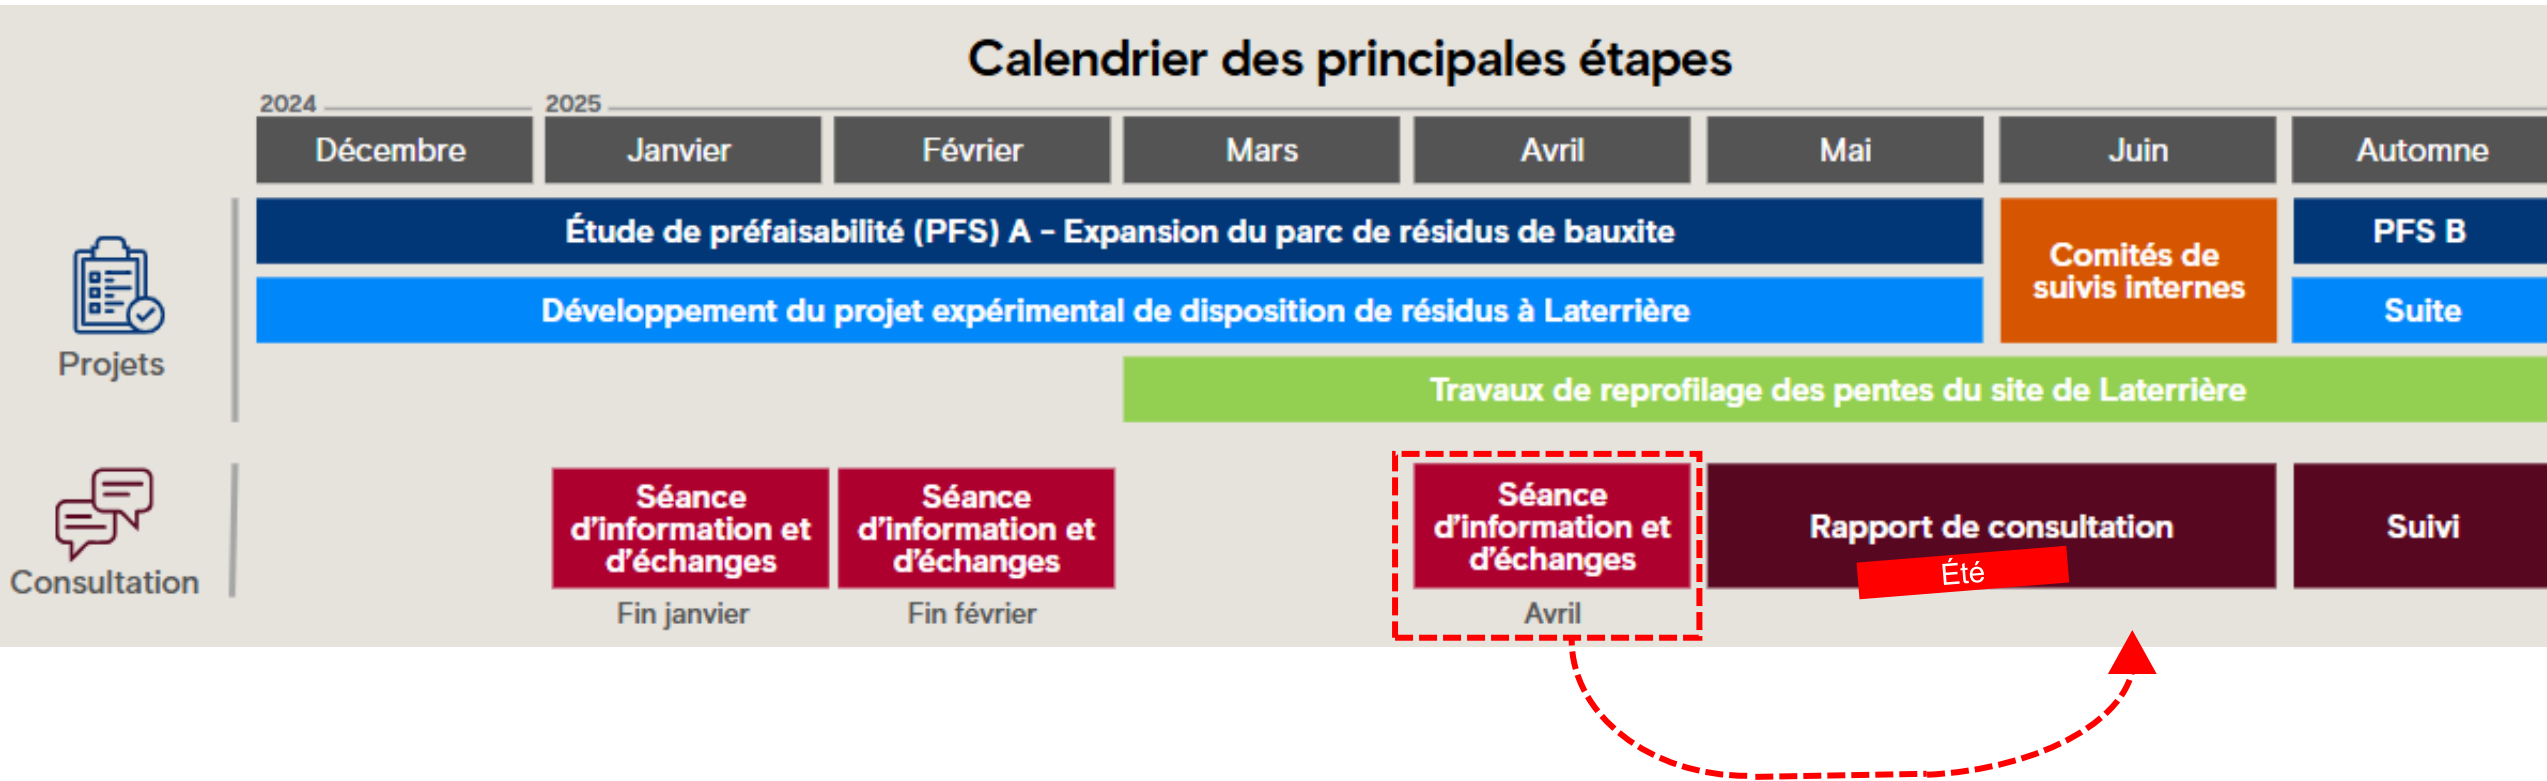 Calendrier des principales étapes
2024
2025
Décembre
Janvier
Février
Mars
Avril
Mai
Juin
Automne
Projets
Étude de préfaisabilité (PFS) A – Expansion du parc de résidus de bauxite
Comités de
suivis internes
PFS B
Développement du projet expérimental de disposition de résidus à Laterrière
Suite
Travaux de reprofilage des pentes du site de Laterrière
Consultation
Séance
d'information et
d'échanges
Fin janvier
Séance
d'information et
d'échanges
Fin février
Séance
d'information et
d'échanges
Avril
Rapport de consultation
Été
Suivi